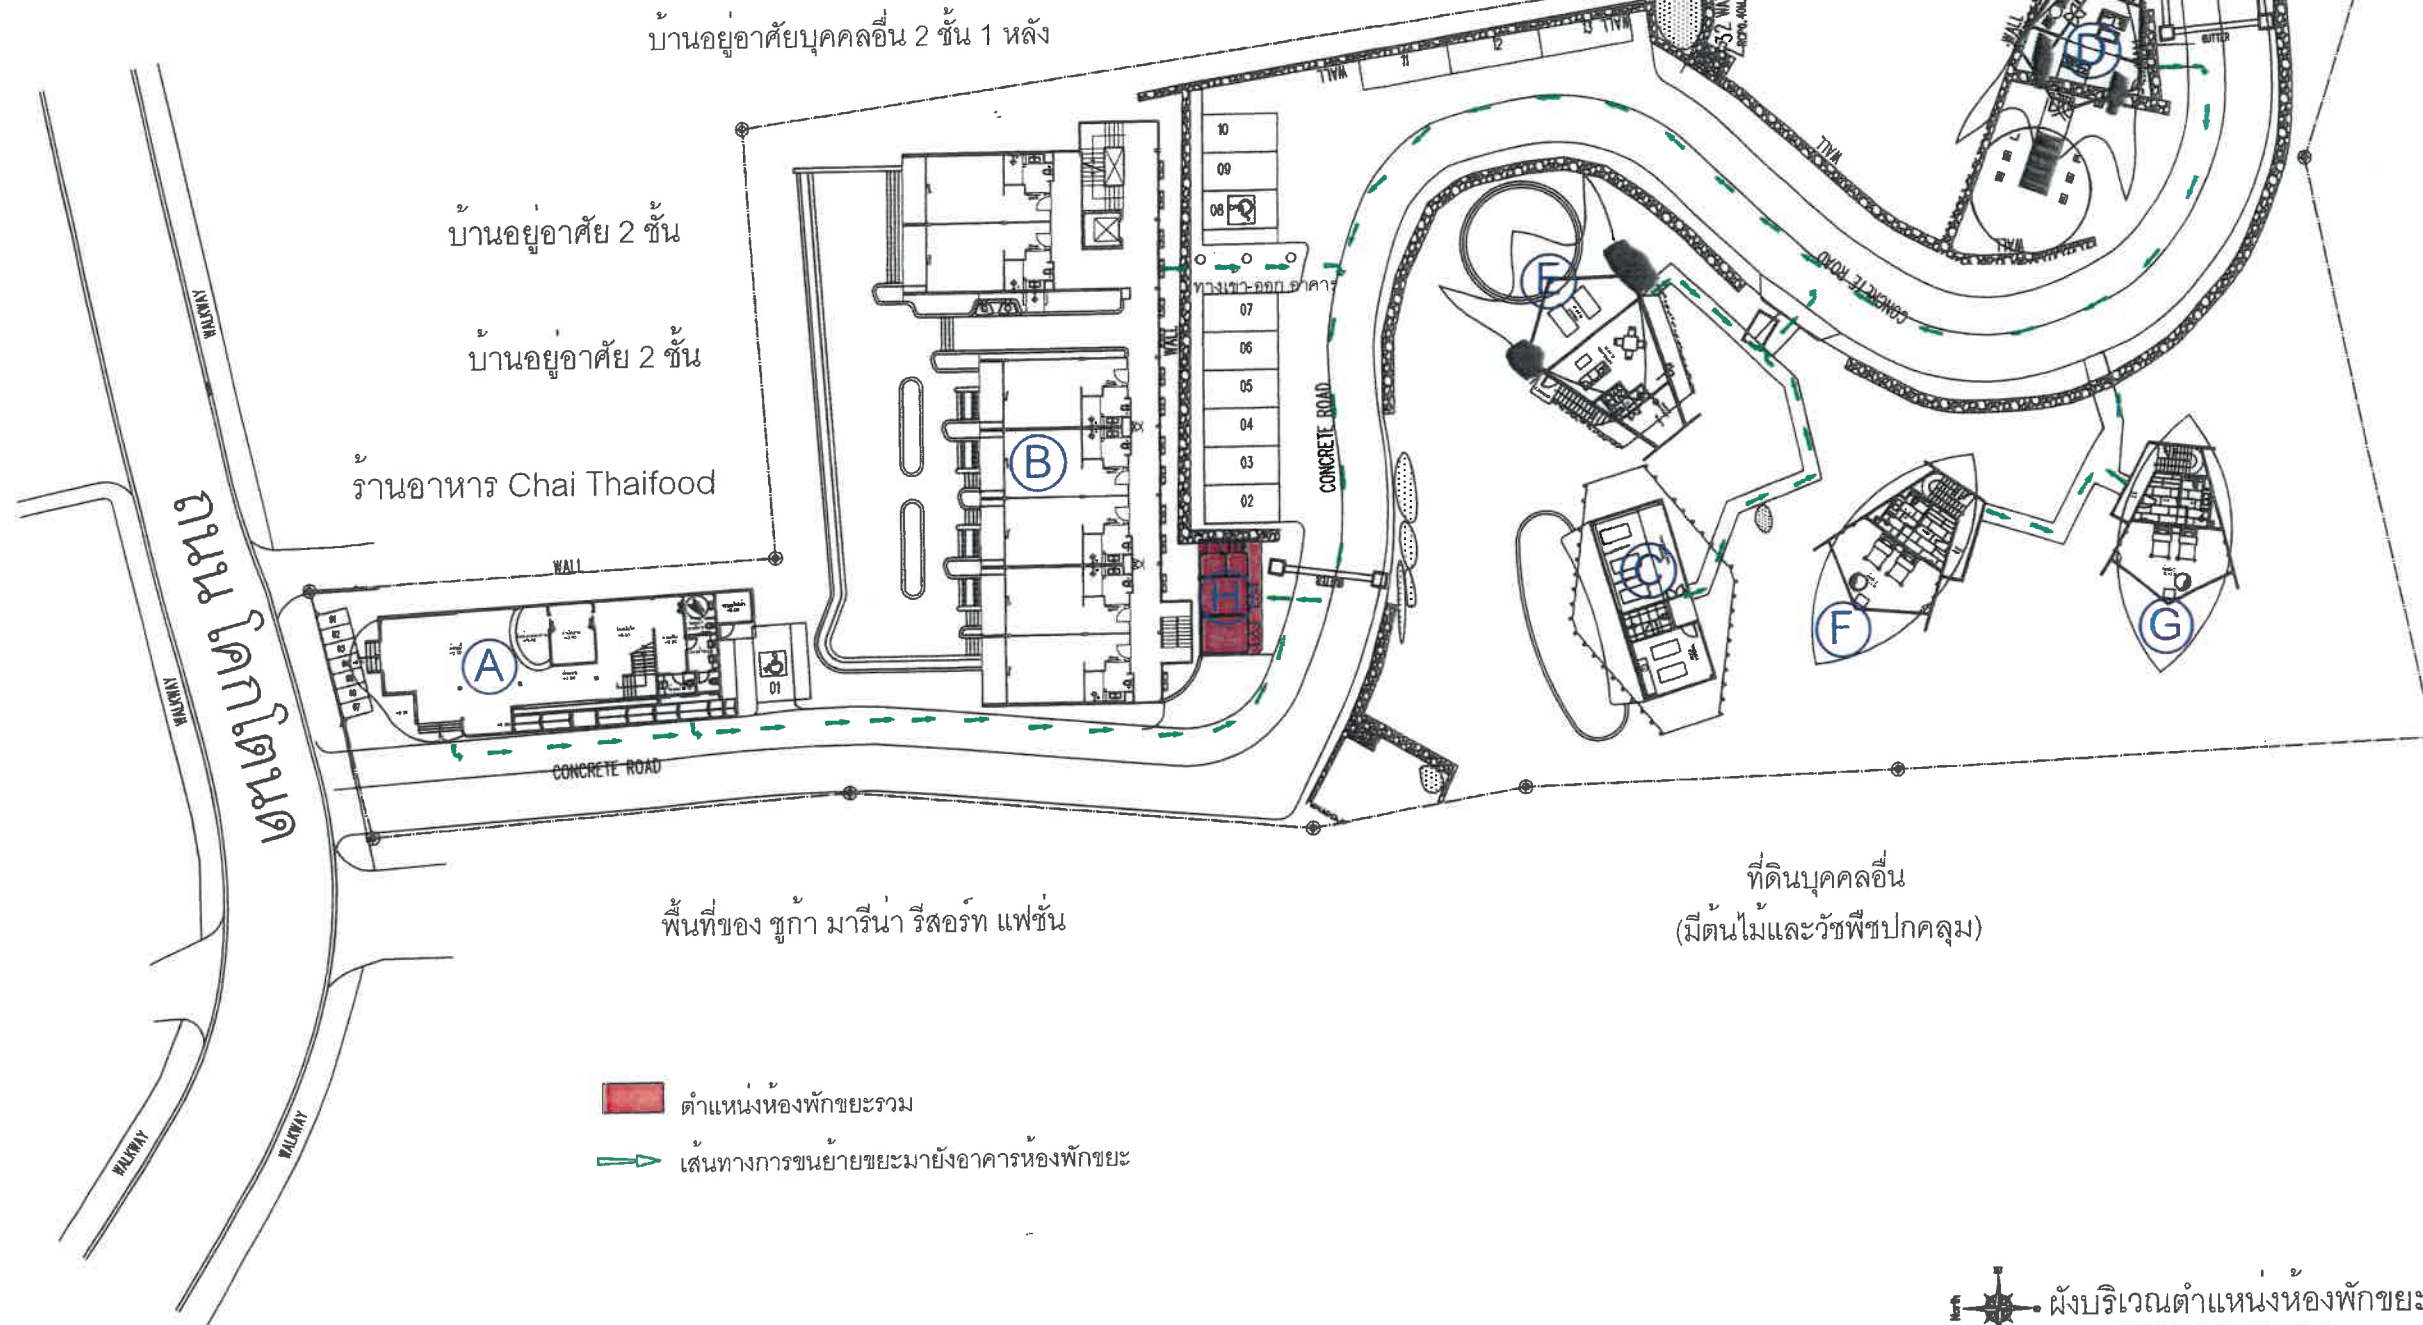 บ้านอยู่อาศัยบุคคลอื่น 2 ชั้น 1 หลัง
WALL
11
12
13
WALL
WALL
GUTTER
D
WALL
WALL
10
09
08
ทางเข้า-ออก อาคาร
07
06
05
04
03
02
WALL
CONCRETE ROAD
CONCRETE ROAD
บ้านอยู่อาศัย 2 ชั้น
บ้านอยู่อาศัย 2 ชั้น
ร้านอาหาร Chai Thaifood
WALKWAY
WALKWAY
ถนน โคกโตนด
WALL
A
01
B
H
E
C
F
G
CONCRETE ROAD
พื้นที่ของ ชูก้า มารีน่า รีสอร์ท แฟชั่น
ที่ดินบุคคลอื่น
(มีต้นไม้และวัชพืชปกคลุม)
WALKWAY
WALKWAY
ตำแหน่งห้องพักขยะรวม
เส้นทางการขนย้ายขยะมายังอาคารห้องพักขยะ
North
ผังบริเวณตำแหน่งห้องพักขยะ